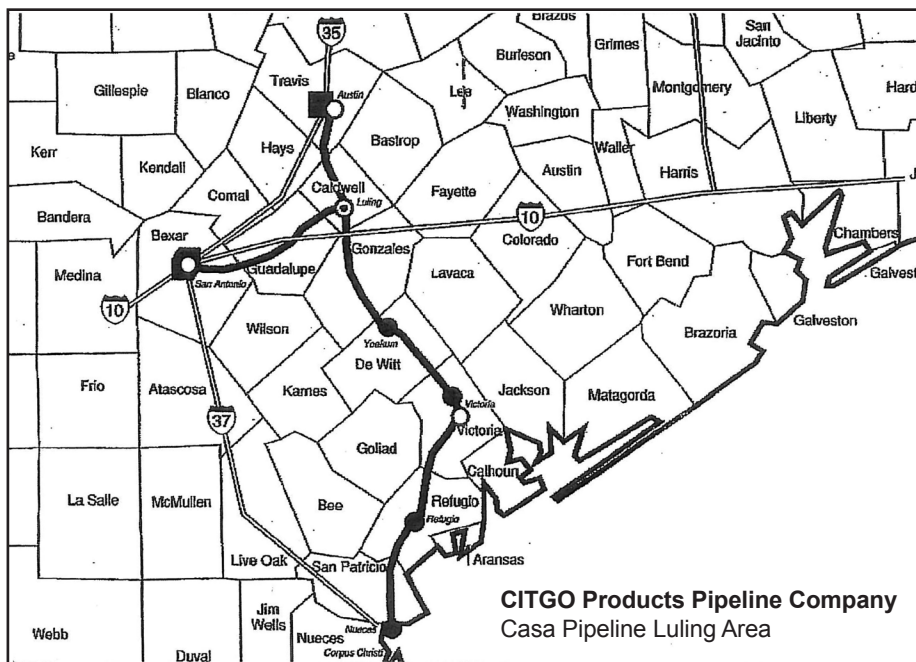 Brazos
San
Jacinto
35
Grimes
Burleson
e
Travis
Hard
Gillespie
Blanco
Lee
Montgomery
Austin
Washington
Liberty
Hays
Bastrop
Waller
Kerr
Kendall
Austin
Harris
Comal
Caldwell
Fayette
Luling
Bandera
10
Bexar
Colorado
Chambers
Gonzales
Guadalupe
Fort Bend
Medina
Lavaca
Galvest
San Antonio
10
Wharton
Brazoria
Galveston
Wilson
Yoakum
De Witt
Frio
Atascosa
Karnes
Jackson
Matagorda
Victoria
37
Victoria
Goliad
Calhoun
La Salle
McMullen
Bee
Refugio
Refugio
Live Oak
San Patricio
Aransas
CITGO Products Pipeline Company
Casa Pipeline Luling Area
Jim
Wells
Webb
Nueces
Nueces
Corpus Christi
Duval